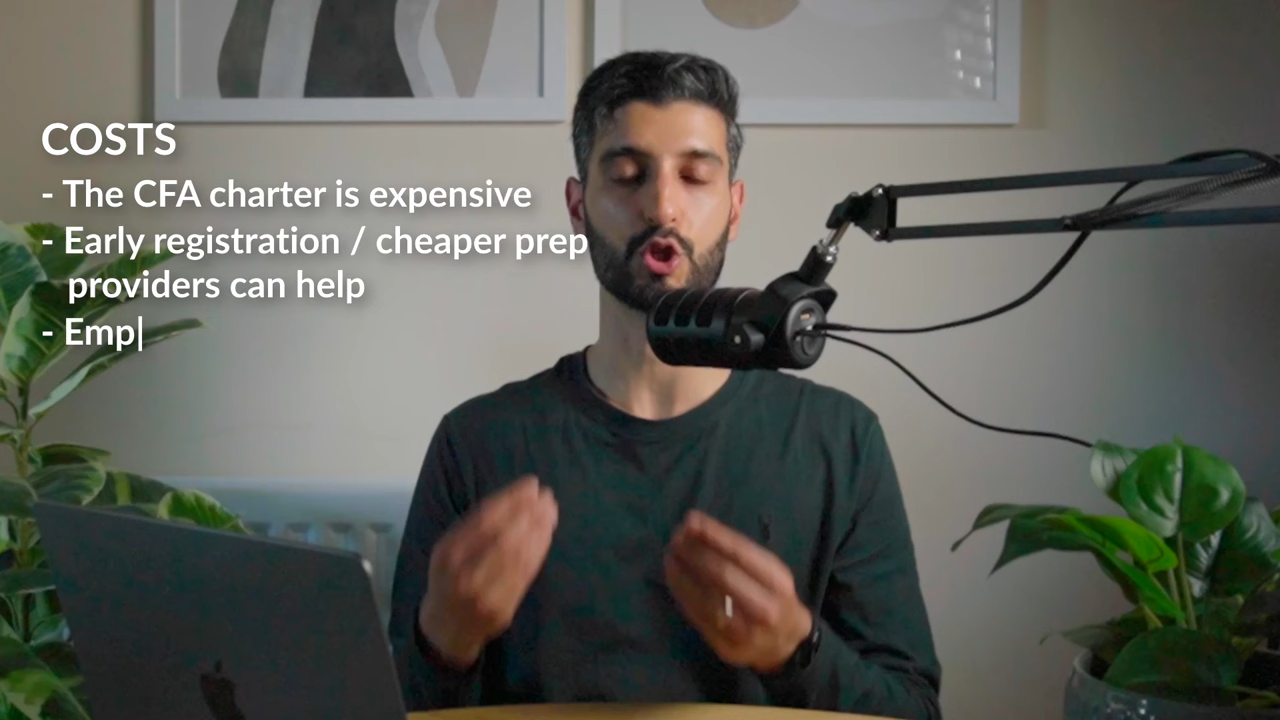 COSTS
- The CFA charter is expensive
- Early registration / cheaper prep
providers can help
- Emp|